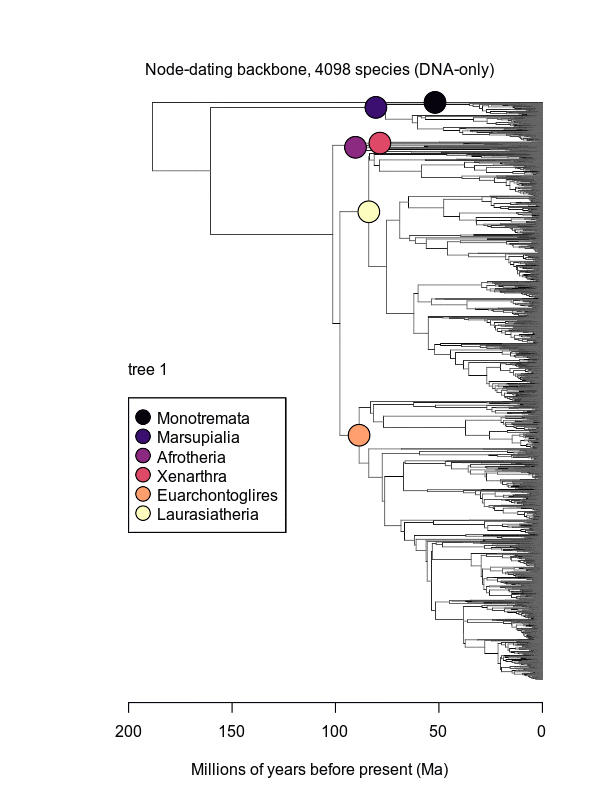 Node-dating backbone, 4098 species (DNA-only)
tree 1
Monotremata
Marsupialia
Afrotheria
Xenarthra
Euarchontoglires
Laurasiatheria
200 150 100 50 0
Millions of years before present (Ma)